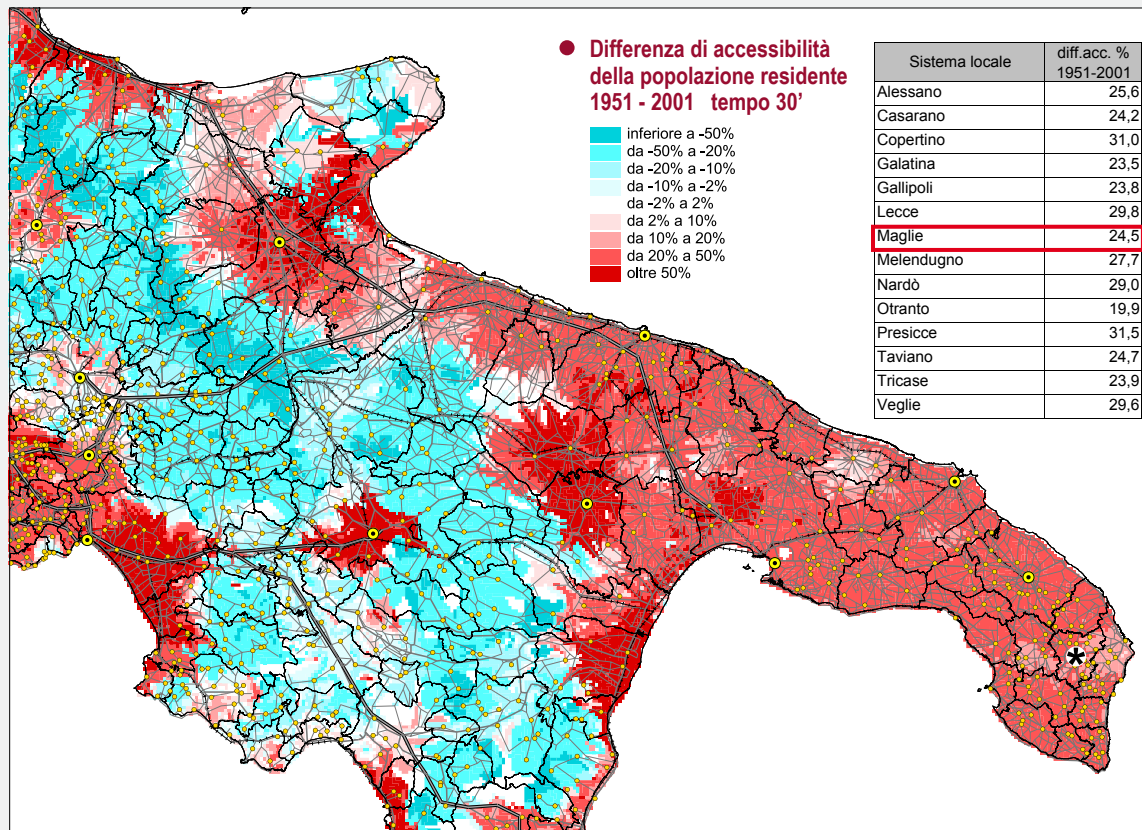 ● Differenza di accessibilità
della popolazione residente
1951 - 2001 tempo 30'
inferiore a -50%
da -50% a -20%
da -20% a -10%
da -10% a -2%
da -2% a 2%
da 2% a 10%
da 10% a 20%
da 20% a 50%
oltre 50%
Sistema locale diff.acc. %
1951-2001
Alessano 25,6
Casarano 24,2
Copertino 31,0
Galatina 23,5
Gallipoli 23,8
Lecce 29,8
Maglie 24,5
Melendugno 27,7
Nardò 29,0
Otranto 19,9
Presicce 31,5
Taviano 24,7
Tricase 23,9
Veglie 29,6
*